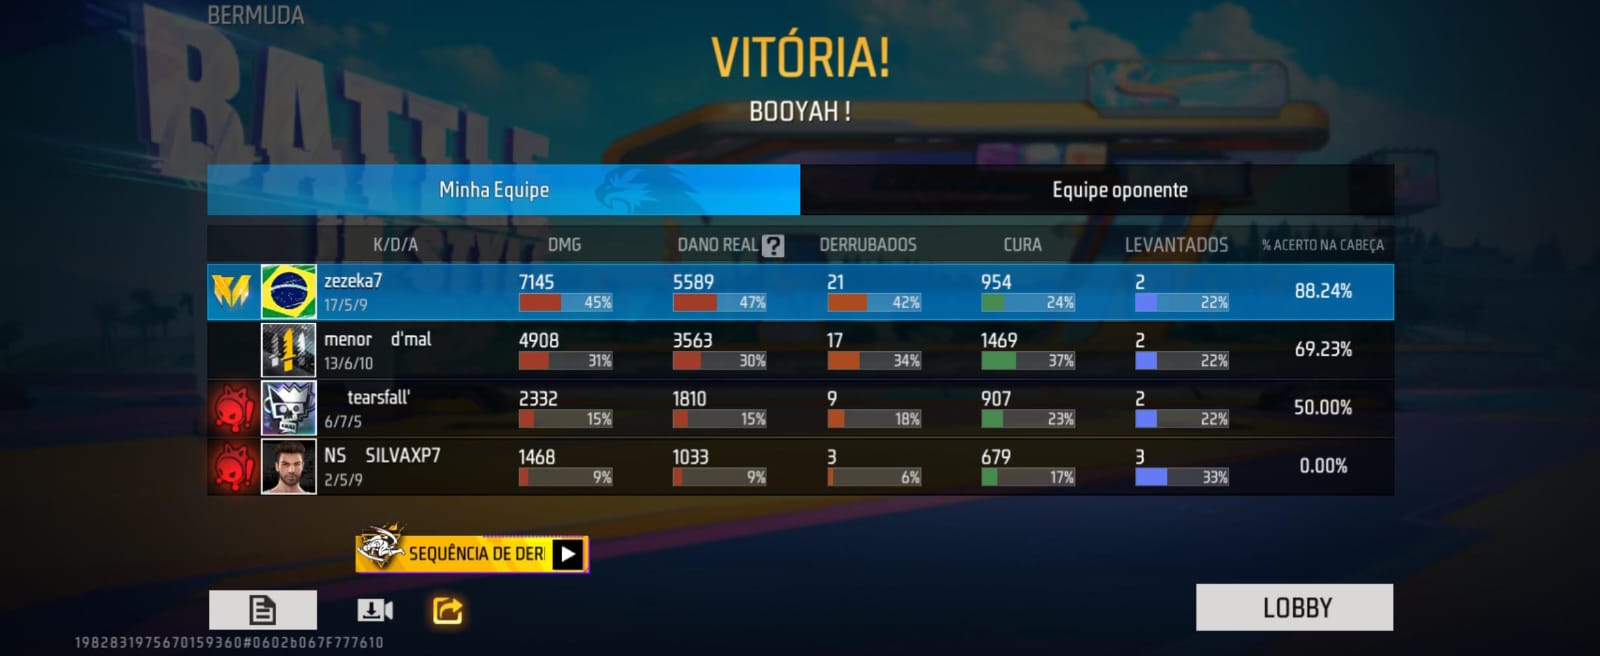 BERMUDA
BATTLE
IN STYLE
VITÓRIA!
BOOYAH !
Minha Equipe Equipe oponente
K/D/A DMG DANO REAL ? DERRUBADOS CURA LEVANTADOS % ACERTO NA CABEÇA
zezeka7 7145 5589 21 954 2 88.24%
17/5/9 45% 47% 42% 24% 22%
menor d'mal 4908 3563 17 1469 2 69.23%
13/6/10 31% 30% 34% 37% 22%
tearsfall' 2332 1810 9 907 2 50.00%
6/7/5 15% 15% 18% 23% 22%
NS SILVAXP7 1468 1033 3 679 3 0.00%
2/5/9 9% 9% 6% 17% 33%
SEQUÊNCIA DE DER
LOBBY
1982831975670159360#0602b067F777610